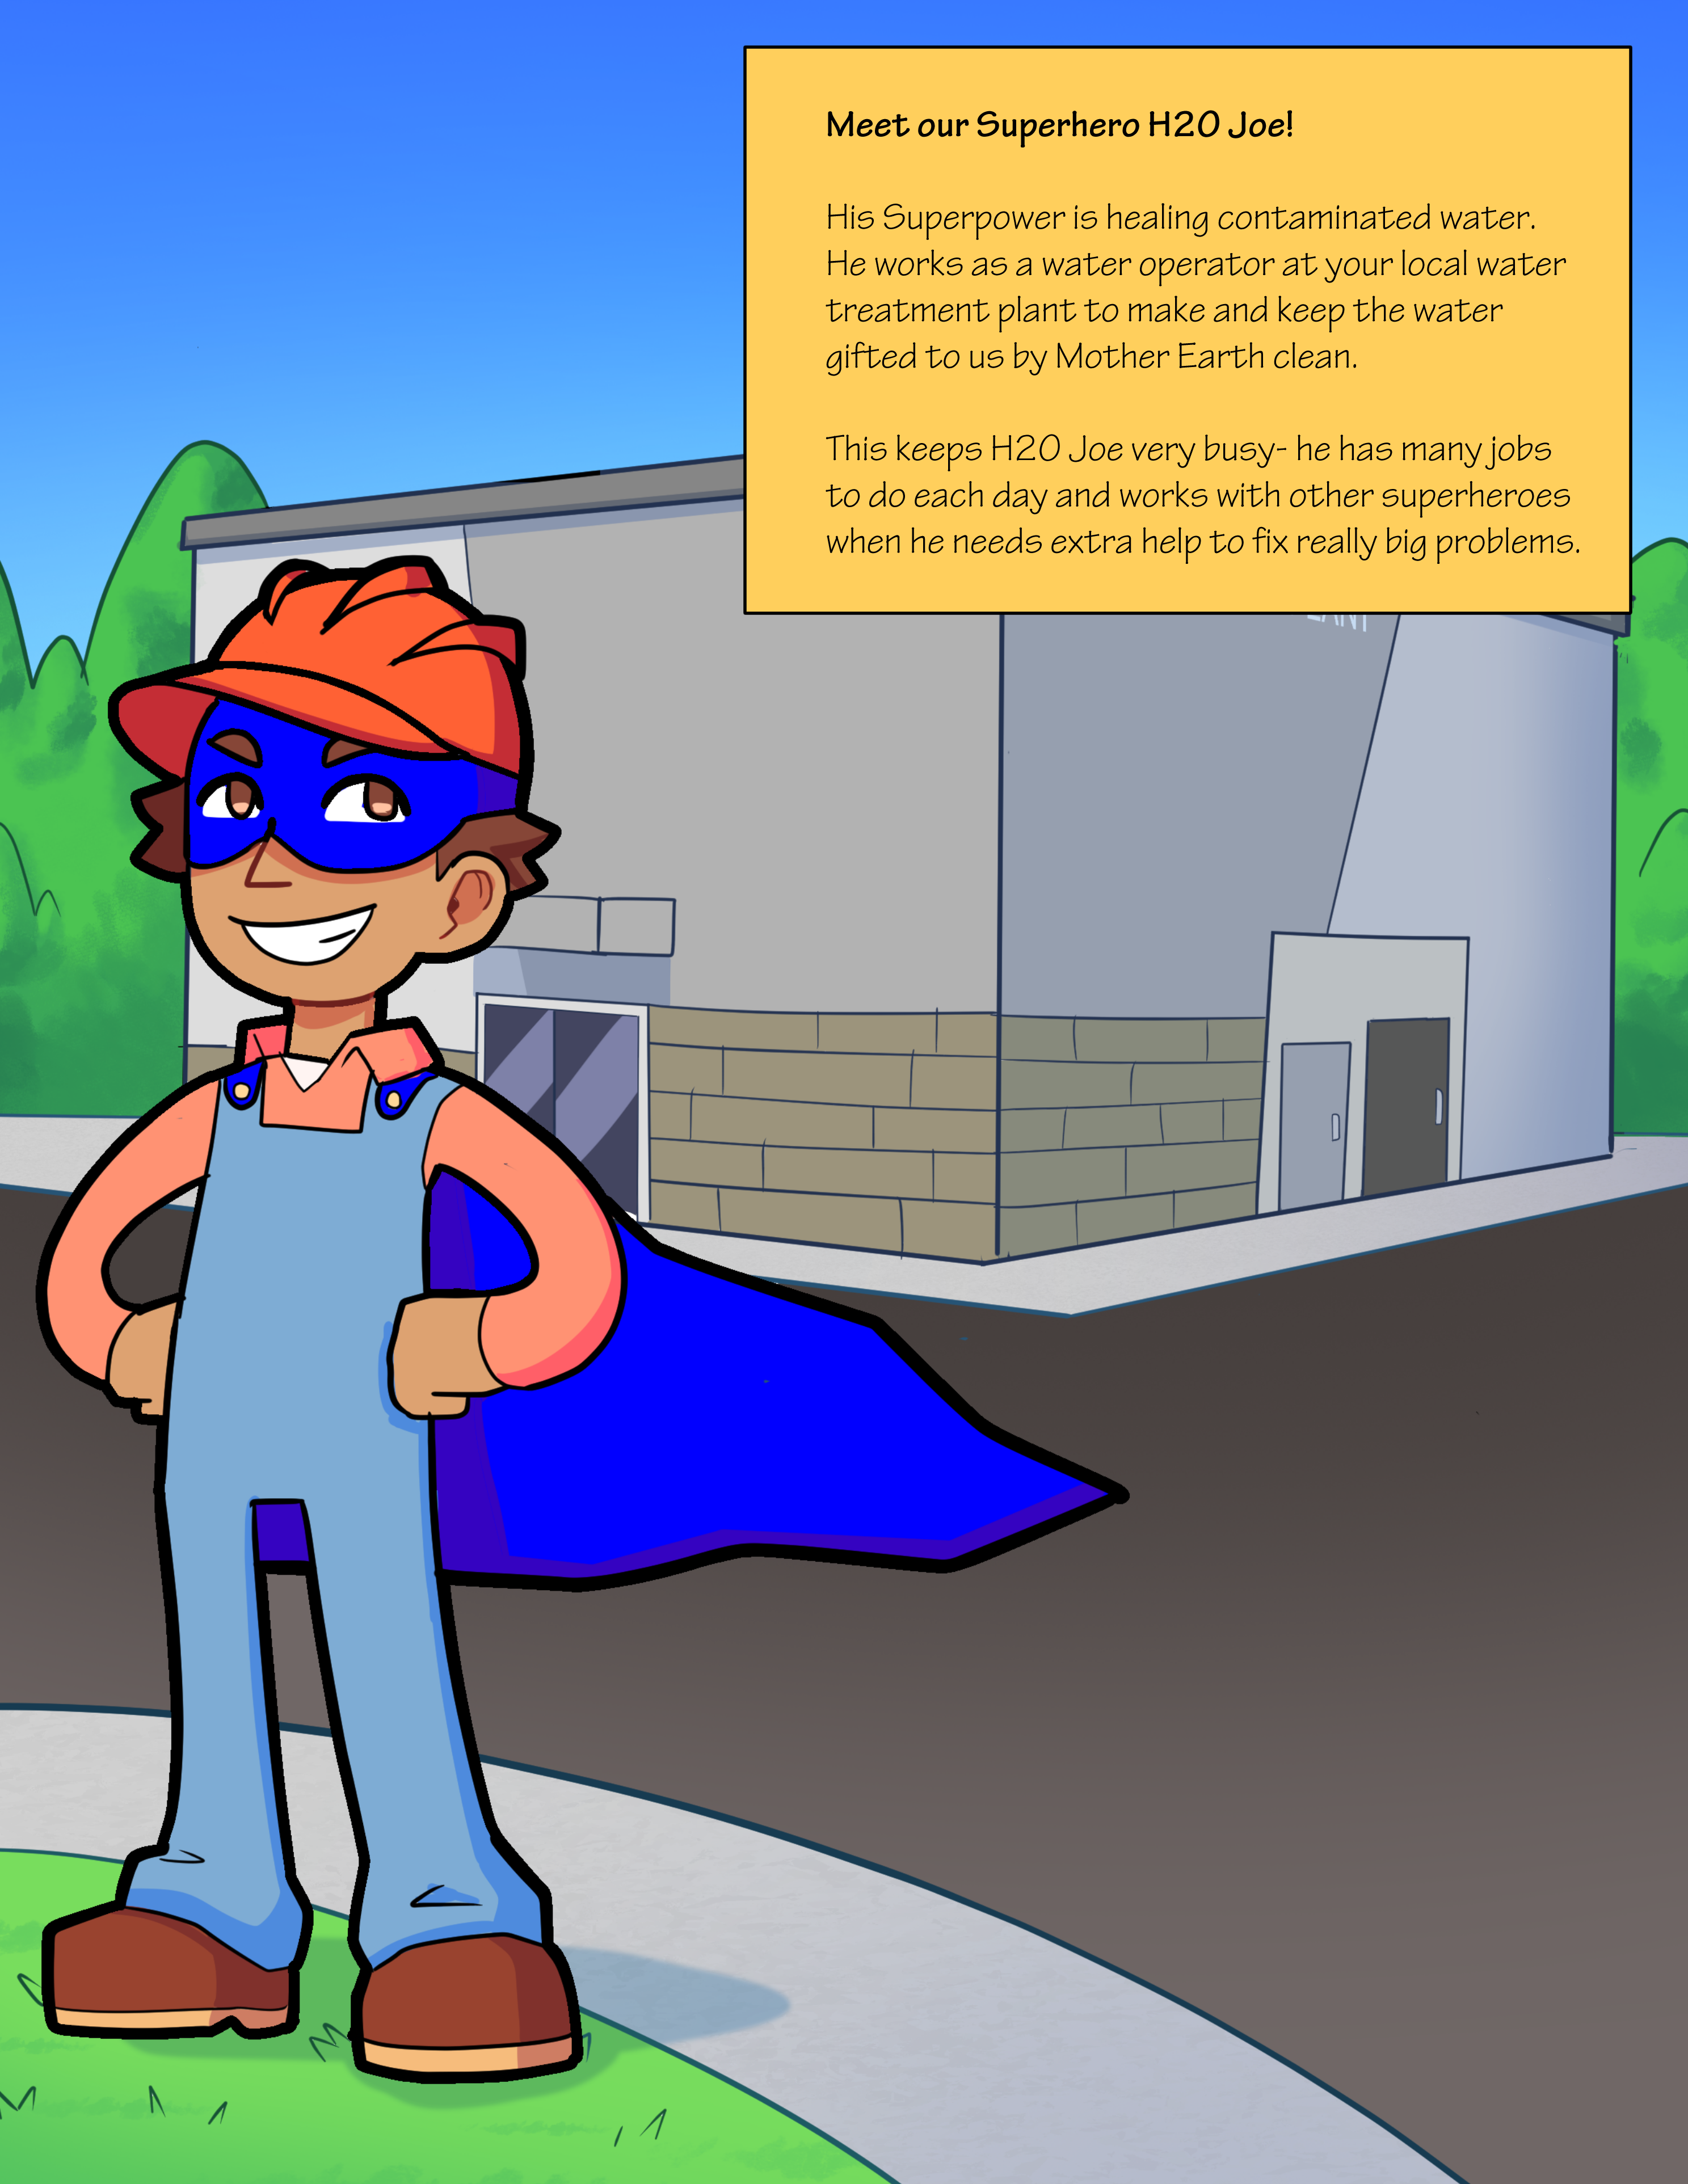 Meet our Superhero H20 Joe!
His Superpower is healing contaminated water.
He works as a water operator at your local water
treatment plant to make and keep the water
gifted to us by Mother Earth clean.
This keeps H20 Joe very busy- he has many jobs
to do each day and works with other superheroes
when he needs extra help to fix really big problems.